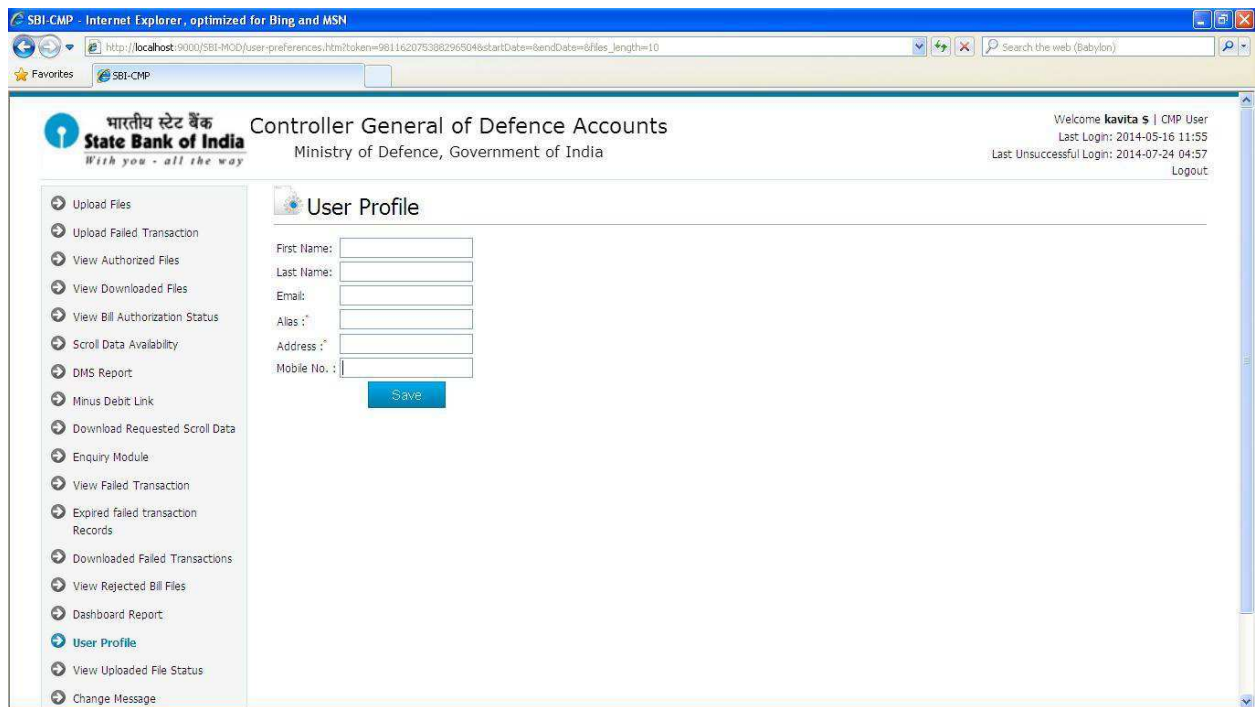 SBI-CMP - Internet Explorer, optimized for Bing and MSN
http://localhost:9000/SBI-MOD/user-preferences.htm?token=981162075388296504&startDate=&endDate=&files_length=10
Search the web (Babylon)
Favorites
SBI-CMP
भारतीय स्टेट बैंक
State Bank of India
With you - all the way
Controller General of Defence Accounts
Ministry of Defence, Government of India
Welcome kavita $ | CMP User
Last Login: 2014-05-16 11:55
Last Unsuccessful Login: 2014-07-24 04:57
Logout
Upload Files
Upload Failed Transaction
View Authorized Files
View Downloaded Files
View Bill Authorization Status
Scroll Data Availability
DMS Report
Minus Debit Link
Download Requested Scroll Data
Enquiry Module
View Failed Transaction
Expired failed transaction
Records
Downloaded Failed Transactions
View Rejected Bill Files
Dashboard Report
User Profile
View Uploaded File Status
Change Message
User Profile
First Name:
Last Name:
Email:
Alias :*
Address :*
Mobile No. :
Save